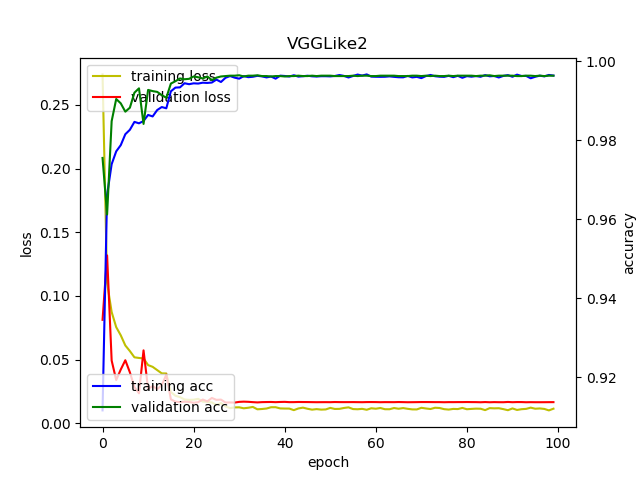 VGGLike2
training loss
validation loss
training acc
validation acc
0.25
0.20
0.15
0.10
0.05
0.00
loss
1.00
0.98
0.96
0.94
0.92
accuracy
0
20
40
60
80
100
epoch